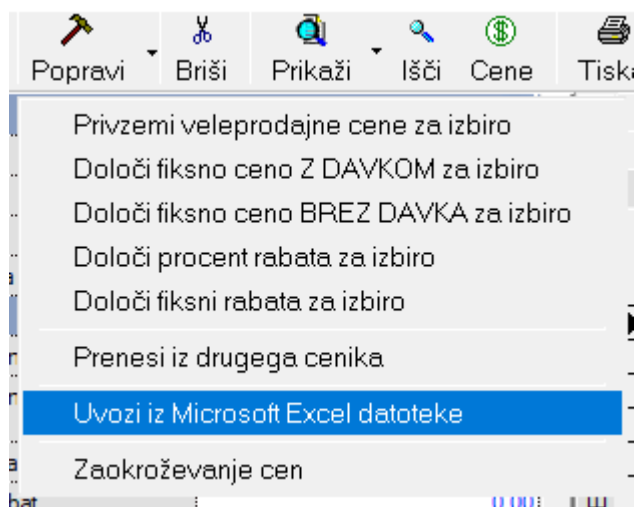 Popravi Briši Prikaži Išči Cene
Privzemi veleprodajne cene za izbiro
Določi fiksno ceno Z DAVKOM za izbiro
Določi fiksno ceno BREZ DAVKA za izbiro
Določi procent rabata za izbiro
Določi fiksni rabata za izbiro
Prenesi iz drugega cenika
Uvozi iz Microsoft Excel datoteke
Zaokroževanje cen
0.00